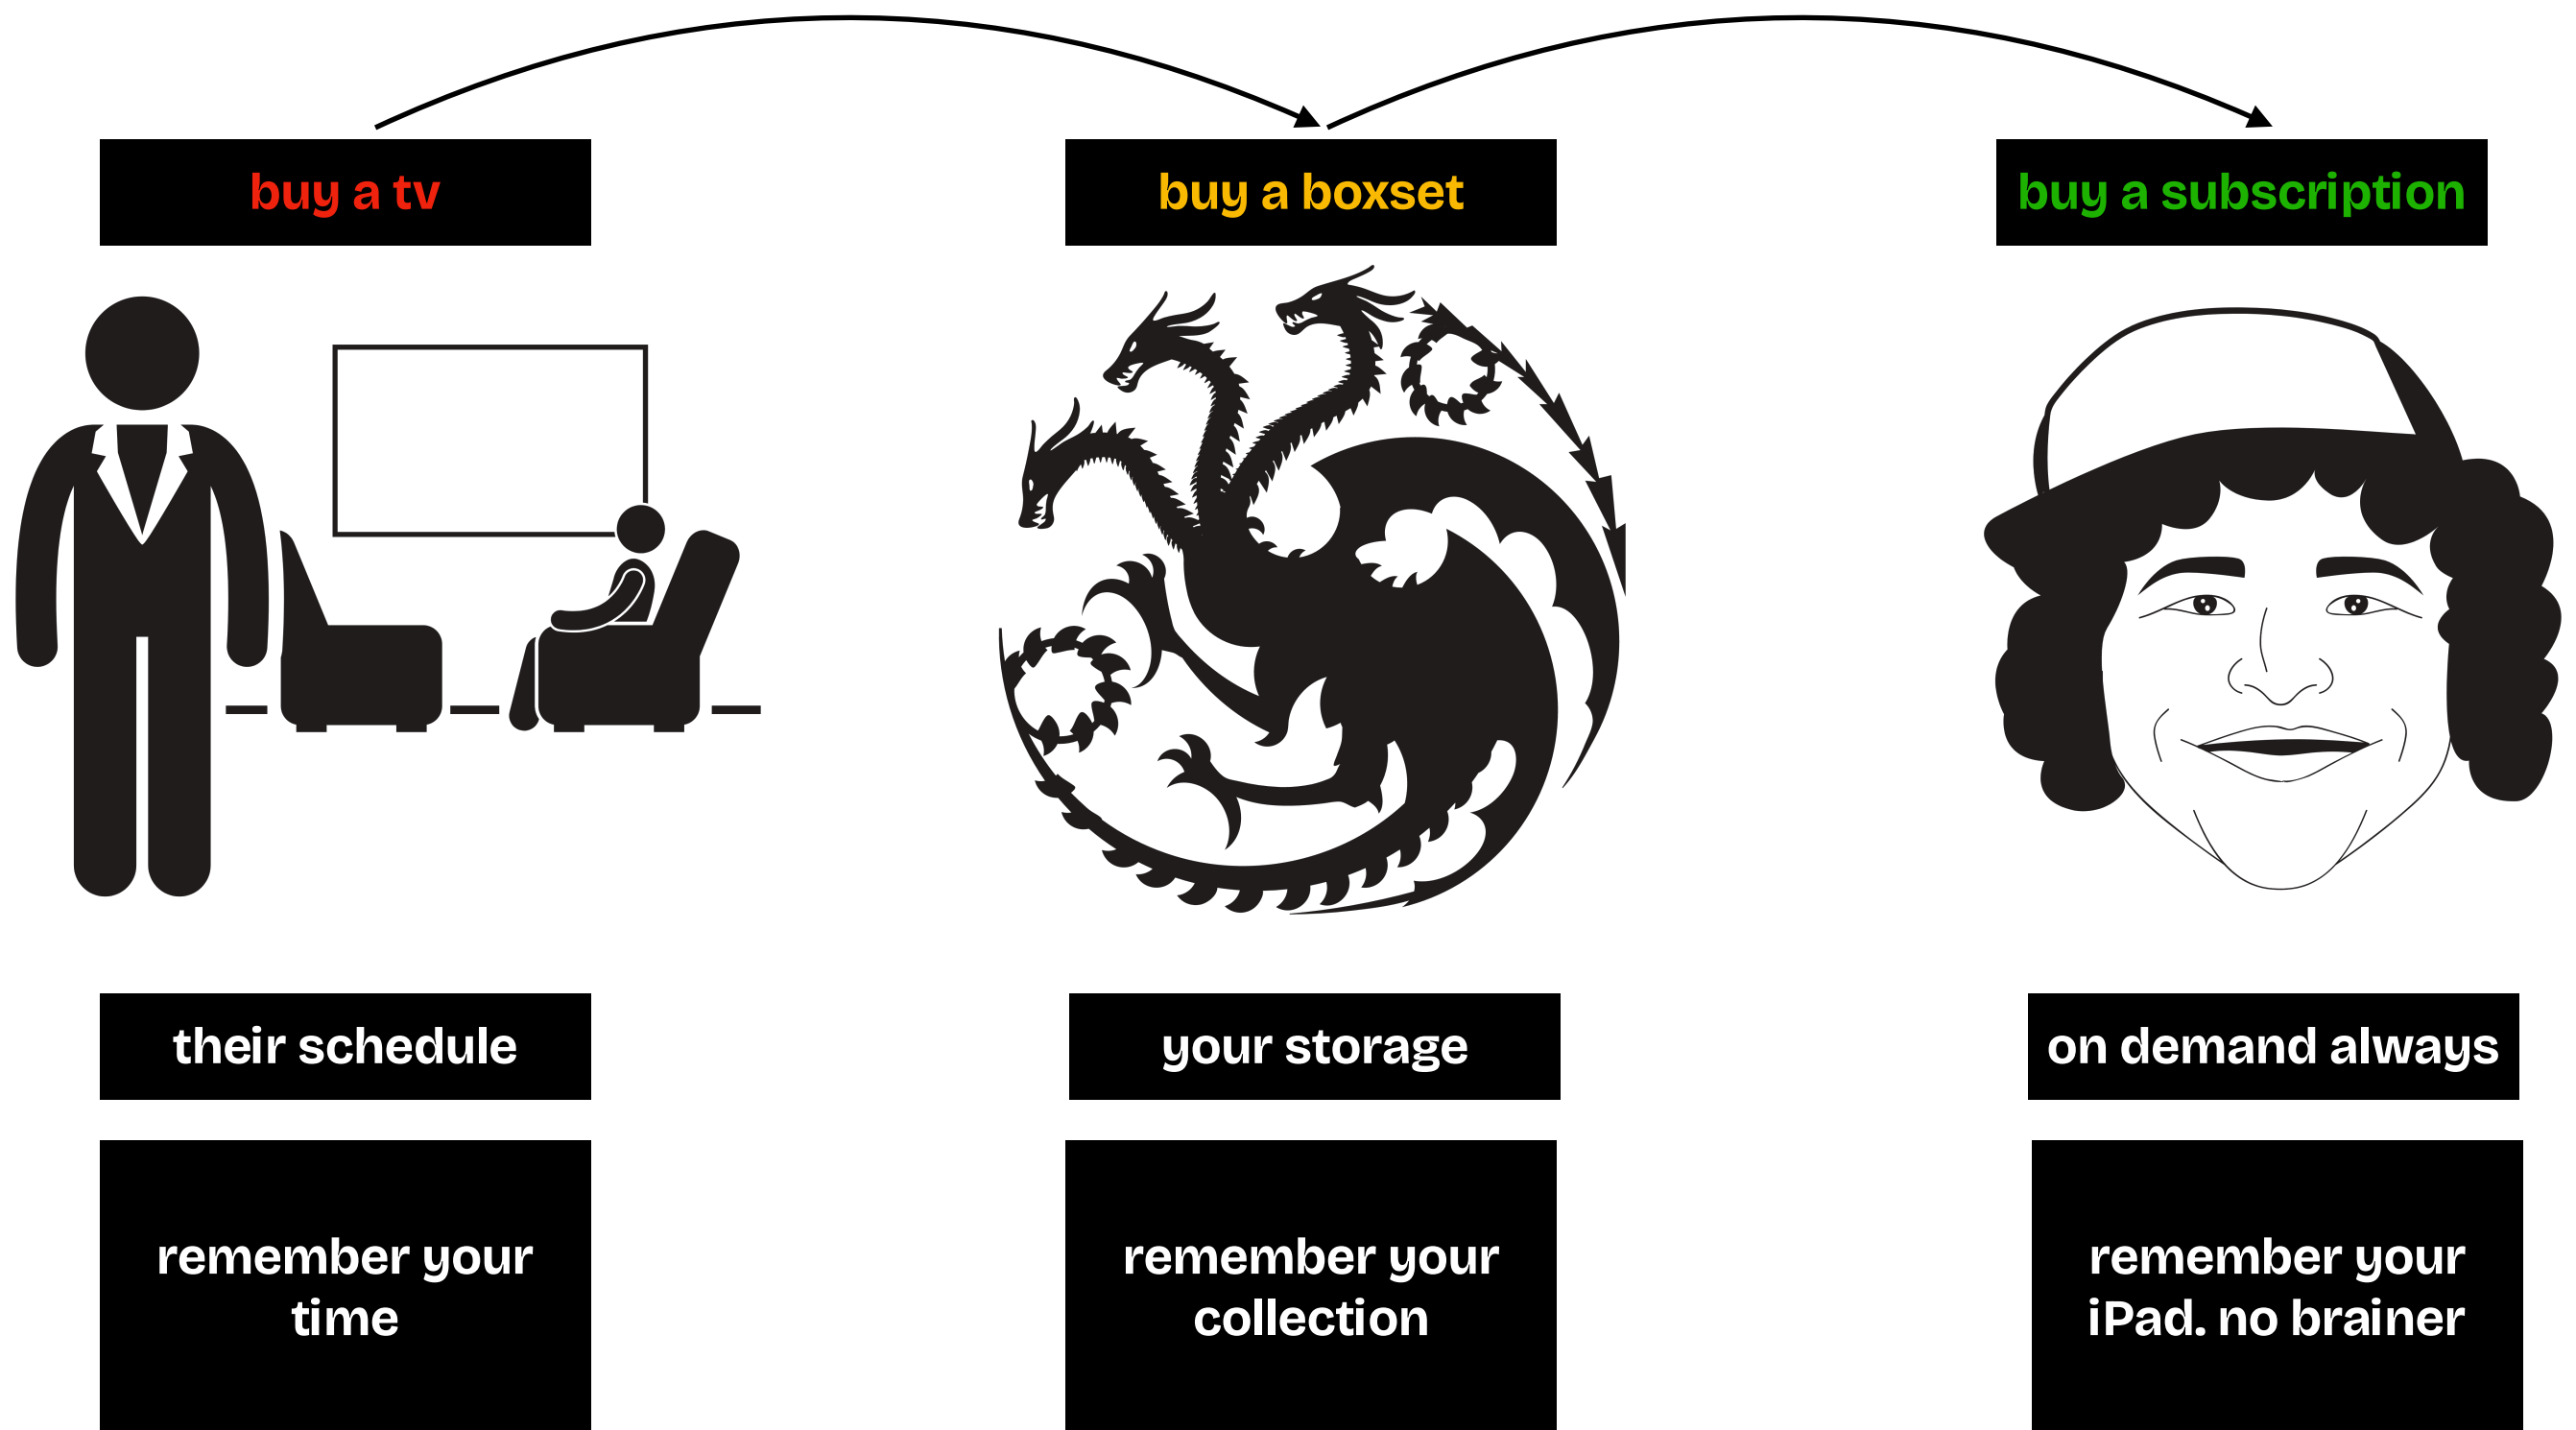 buy a tv
buy a boxset
buy a subscription
their schedule
your storage
on demand always
remember your
time
remember your
collection
remember your
iPad. no brainer